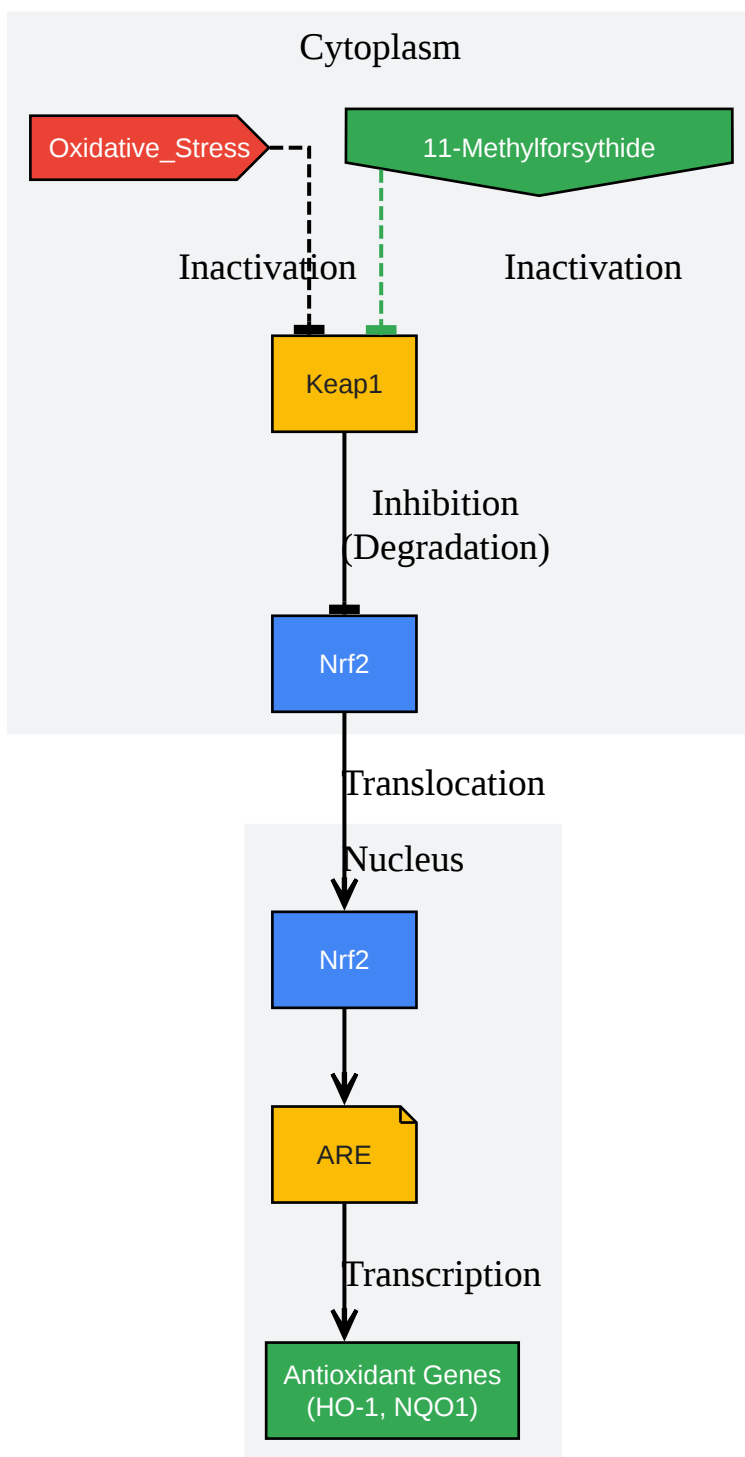 Cytoplasm
Oxidative_Stress
11-Methylforsythide
Inactivation
Inactivation
Keap1
Inhibition
(Degradation)
Nrf2
Translocation
Nucleus
Nrf2
ARE
Transcription
Antioxidant Genes
(HO-1, NQO1)